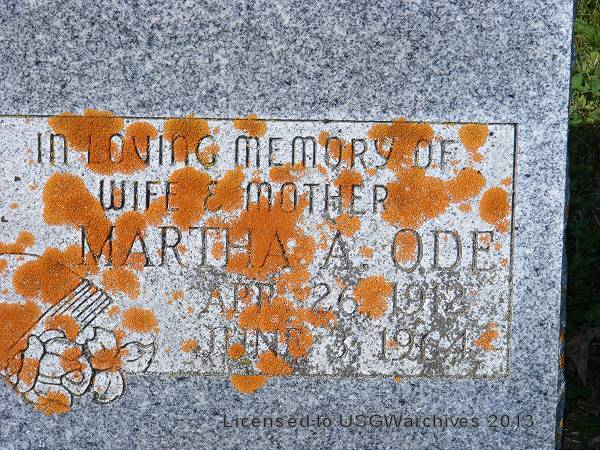 IN LOVING MEMORY OF
WIFE & MOTHER
MARTHA A. ODE
APR. 26 1912
JUNE 3, 1964
Licensed to USGWarchives 2013